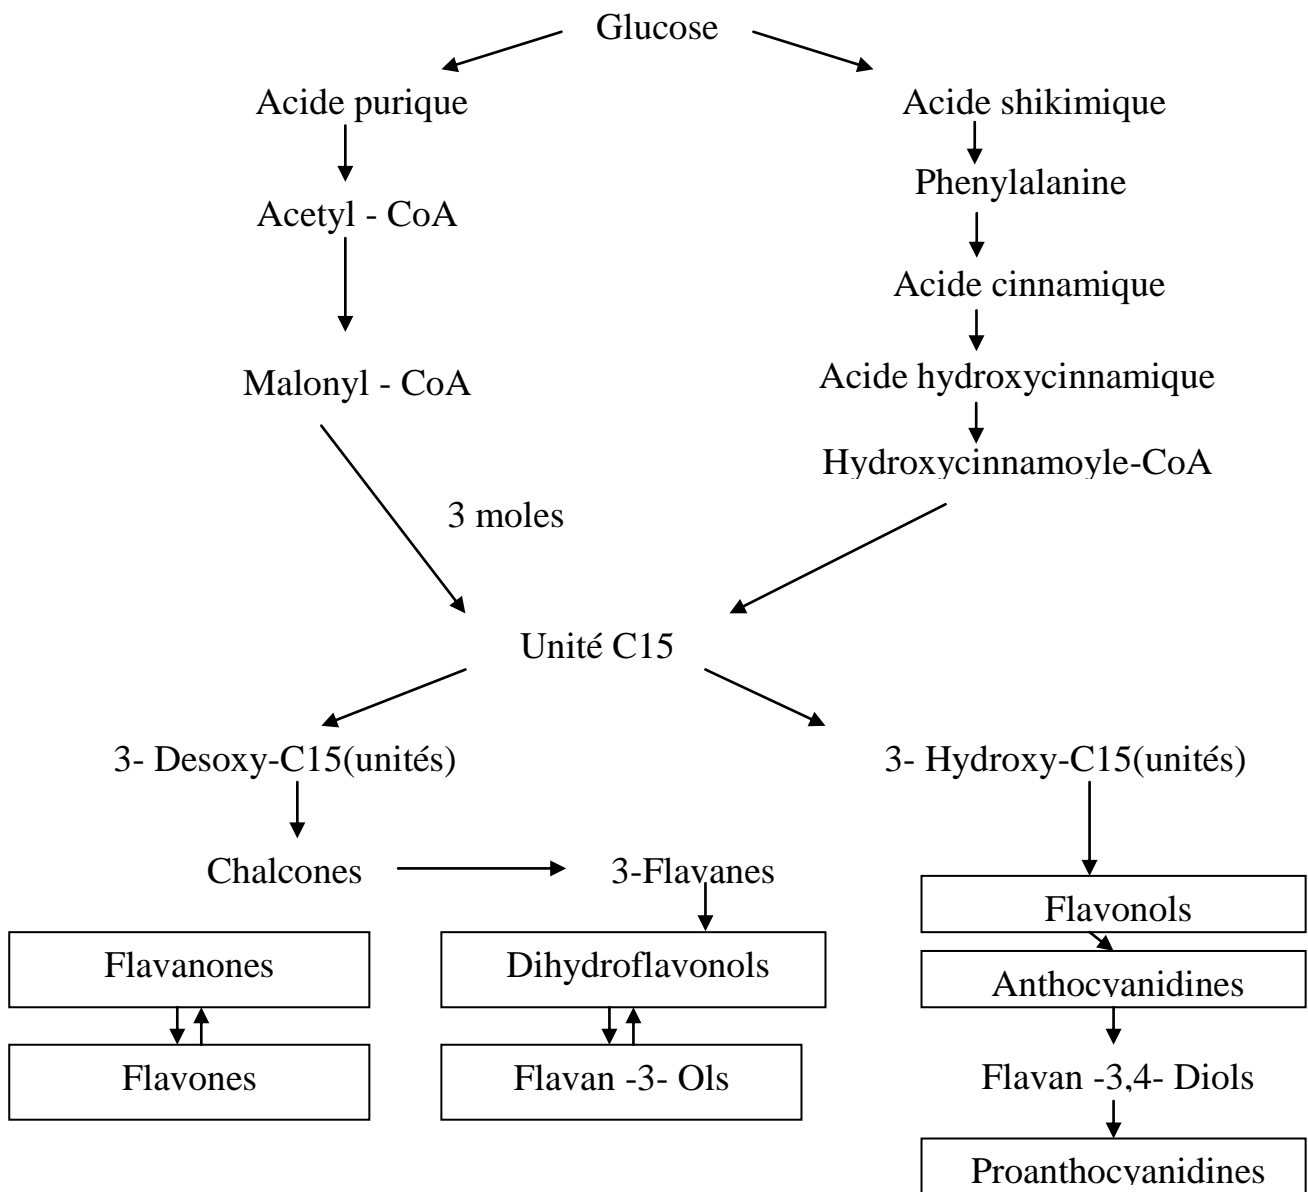 Glucose
Acide purique
Acide shikimique
Phenylalanine
Acetyl - CoA
Acide cinnamique
Malonyl - CoA
Acide hydroxycinnamique
Hydroxycinnamoyle-CoA
3 moles
Unité C15
3- Desoxy-C15(unités)
3- Hydroxy-C15(unités)
Chalcones
3-Flavanes
Flavonols
Flavanones
Dihydroflavonols
Anthocyanidines
Flavones
Flavan -3- Ols
Flavan -3,4- Diols
Proanthocyanidines